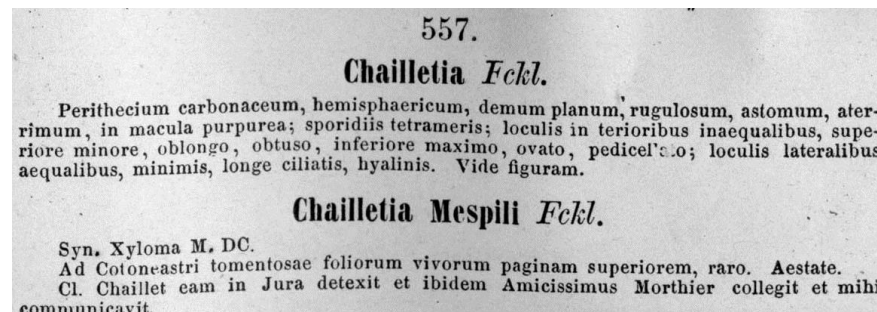 557.
Chailletia Fckl.
Perithecium carbonaceum, hemisphaericum, demum planum, rugulosum, astomum, ater-
rimum, in macula purpurea; sporidiis tetrameris; loculis in terioribus inaequalibus, supe-
riore minore, oblongo, obtuso, inferiore maximo, ovato, loculis lateralibus
aequalibus, minimis, longe ciliatis, hyalinis. Vide figuram.
Chailletia Mespili Fckl.
Syn. Xyloma M. DC.
Ad Cotoneastri tomentosae foliorum vivorum paginam superiorem, raro. Aestate.
Cl. Chaillet eam in Jura detexit et ibidem Amicissimus Morthier collegit et mihi
communicavit